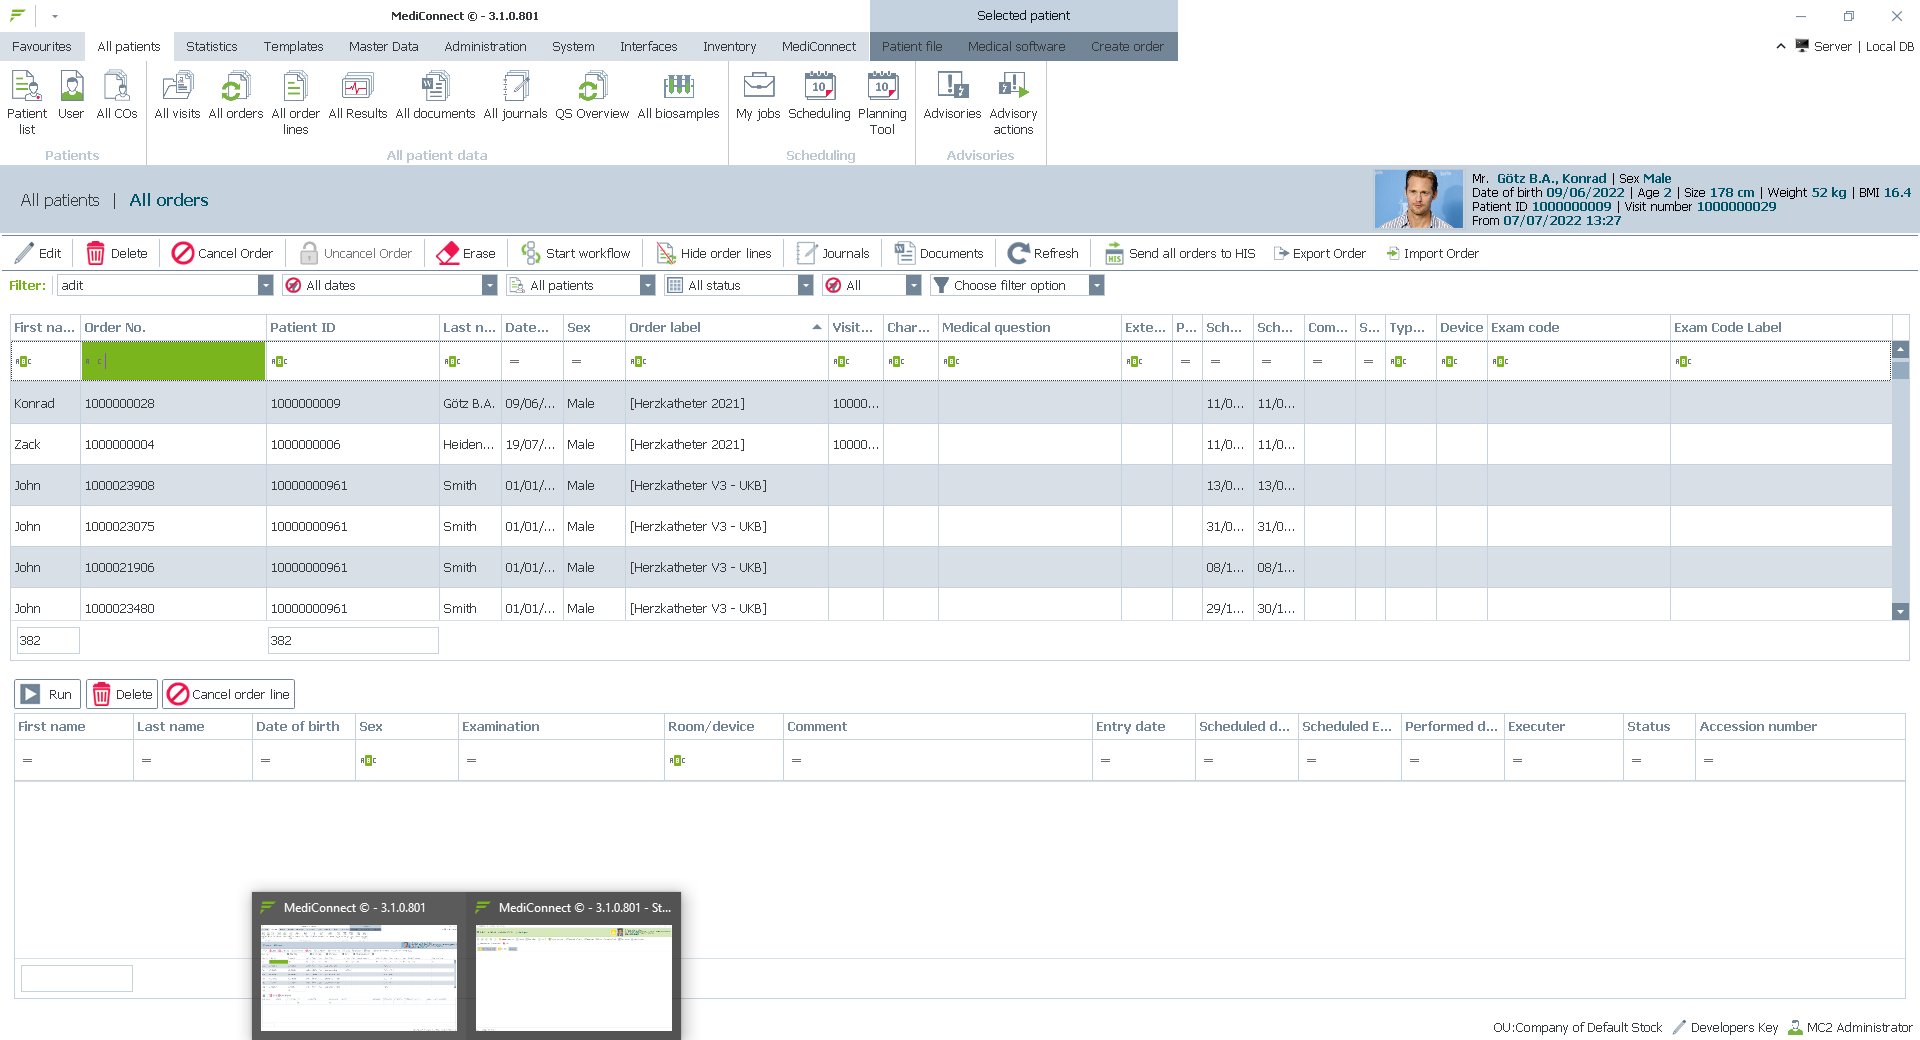 MediConnect © - 3.1.0.801
Selected patient
Favourites All patients Statistics Templates Master Data Administration System Interfaces Inventory MediConnect Patient file Medical software Create order
Server | Local DB
Patient list
User
All COs
All visits
All orders
All order lines
All Results
All documents
All journals
QS Overview
All biosamples
My jobs
Scheduling
Planning Tool
Advisories
Advisory actions
Patients
All patient data
Scheduling
Advisories
All patients | All orders
Mr. Götz B.A., Konrad | Sex Male
Date of birth 09/06/2022 | Age 2 | Size 178 cm | Weight 52 kg | BMI 16.4
Patient ID 1000000009 | Visit number 1000000029
From 07/07/2022 13:27
Edit Delete Cancel Order Uncancel Order Erase Start workflow Hide order lines Journals Documents Refresh Send all orders to HIS Export Order Import Order
Filter: adit All dates All patients All status All Choose filter option
First na... Order No. Patient ID Last n... Date... Sex Order label Visit... Char... Medical question Exte... P... Sch... Sch... Com... S... Typ... Device Exam code Exam Code Label
Konrad 1000000028 1000000009 Götz B.A. 09/06/... Male [Herzkatheter 2021] 10000... 11/0... 11/0...
Zack 1000000004 1000000006 Heiden... 19/07/... Male [Herzkatheter 2021] 10000... 11/0... 11/0...
John 1000023908 10000000961 Smith 01/01/... Male [Herzkatheter V3 - UKB] 13/0... 13/0...
John 1000023075 10000000961 Smith 01/01/... Male [Herzkatheter V3 - UKB] 31/0... 31/0...
John 1000021906 10000000961 Smith 01/01/... Male [Herzkatheter V3 - UKB] 08/1... 08/1...
John 1000023480 10000000961 Smith 01/01/... Male [Herzkatheter V3 - UKB] 29/1... 30/1...
382 382
Run Delete Cancel order line
First name Last name Date of birth Sex Examination Room/device Comment Entry date Scheduled d... Scheduled E... Performed d... Executer Status Accession number
MediConnect © - 3.1.0.801
MediConnect © - 3.1.0.801 - St...
OU:Company of Default Stock Developers Key MC2 Administrator